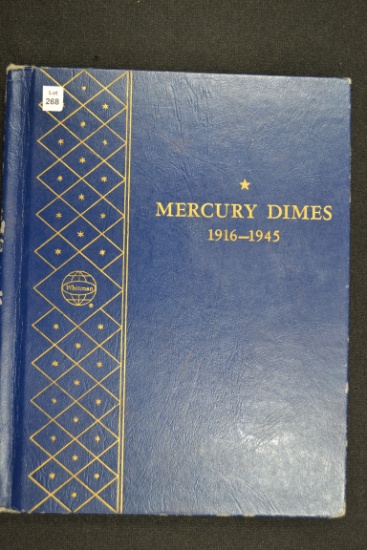 Lot
268
MERCURY DIMES
1916—1945
Whitman